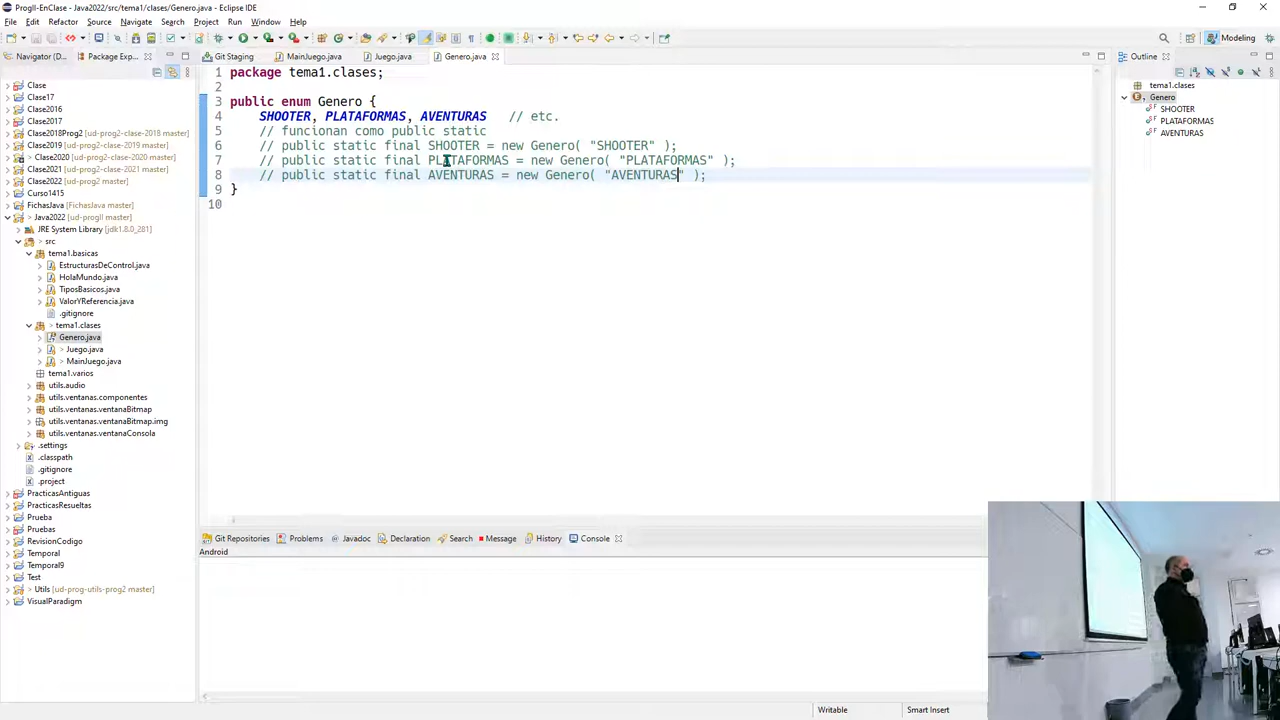 ProgII-EnClase - Java2022/src/tema1/clases/Genero.java - Eclipse IDE
File Edit Refactor Source Navigate Search Project Run Window Help
Modeling
Navigator (D...
Package Exp...
Git Staging
MainJuego.java
Juego.java
Genero.java
Outline
Clase
Clase17
Clase2016
Clase2017
Clase2018Prog2 [ud-prog2-clase-2018 master]
Clase2019 [ud-prog2-clase-2019 master]
> Clase2020 [ud-prog2-clase-2020 master]
Clase2021 [ud-prog2-clase-2021 master]
Clase2022 [ud-prog2 master]
Curso1415
FichasJava [ud-prog2-fichas master]
Java2022 [ud-progII master]
JRE System Library [jdk1.8.0_281]
> src
tema1.basicas
EstructurasDeControl.java
HolaMundo.java
TiposBasicos.java
ValorYReferencia.java
.gitignore
> tema1.clases
Genero.java
> Juego.java
> MainJuego.java
tema1.varios
utils.audio
utils.ventanas.componentes
utils.ventanas.ventanaBitmap
utils.ventanas.ventanaBitmap.img
utils.ventanas.ventanaConsola
.settings
.classpath
.gitignore
.project
PracticasAntiguas
PracticasResueltas
Prueba
Pruebas
RevisionCodigo
Temporal
Temporal9
Test
> Utils [ud-prog-utils-prog2 master]
VisualParadigm
1 package tema1.clases;
2
3 public enum Genero {
4 SHOOTER, PLATAFORMAS, AVENTURAS // etc.
5 // funcionan como public static
6 // public static final SHOOTER = new Genero( "SHOOTER" );
7 // public static final PLATAFORMAS = new Genero( "PLATAFORMAS" );
8 // public static final AVENTURAS = new Genero( "AVENTURAS" );
9 }
10
tema1.clases
Genero
SHOOTER
PLATAFORMAS
AVENTURAS
Git Repositories
Problems
Javadoc
Declaration
Search
Message
History
Console
Android
Writable
Smart Insert